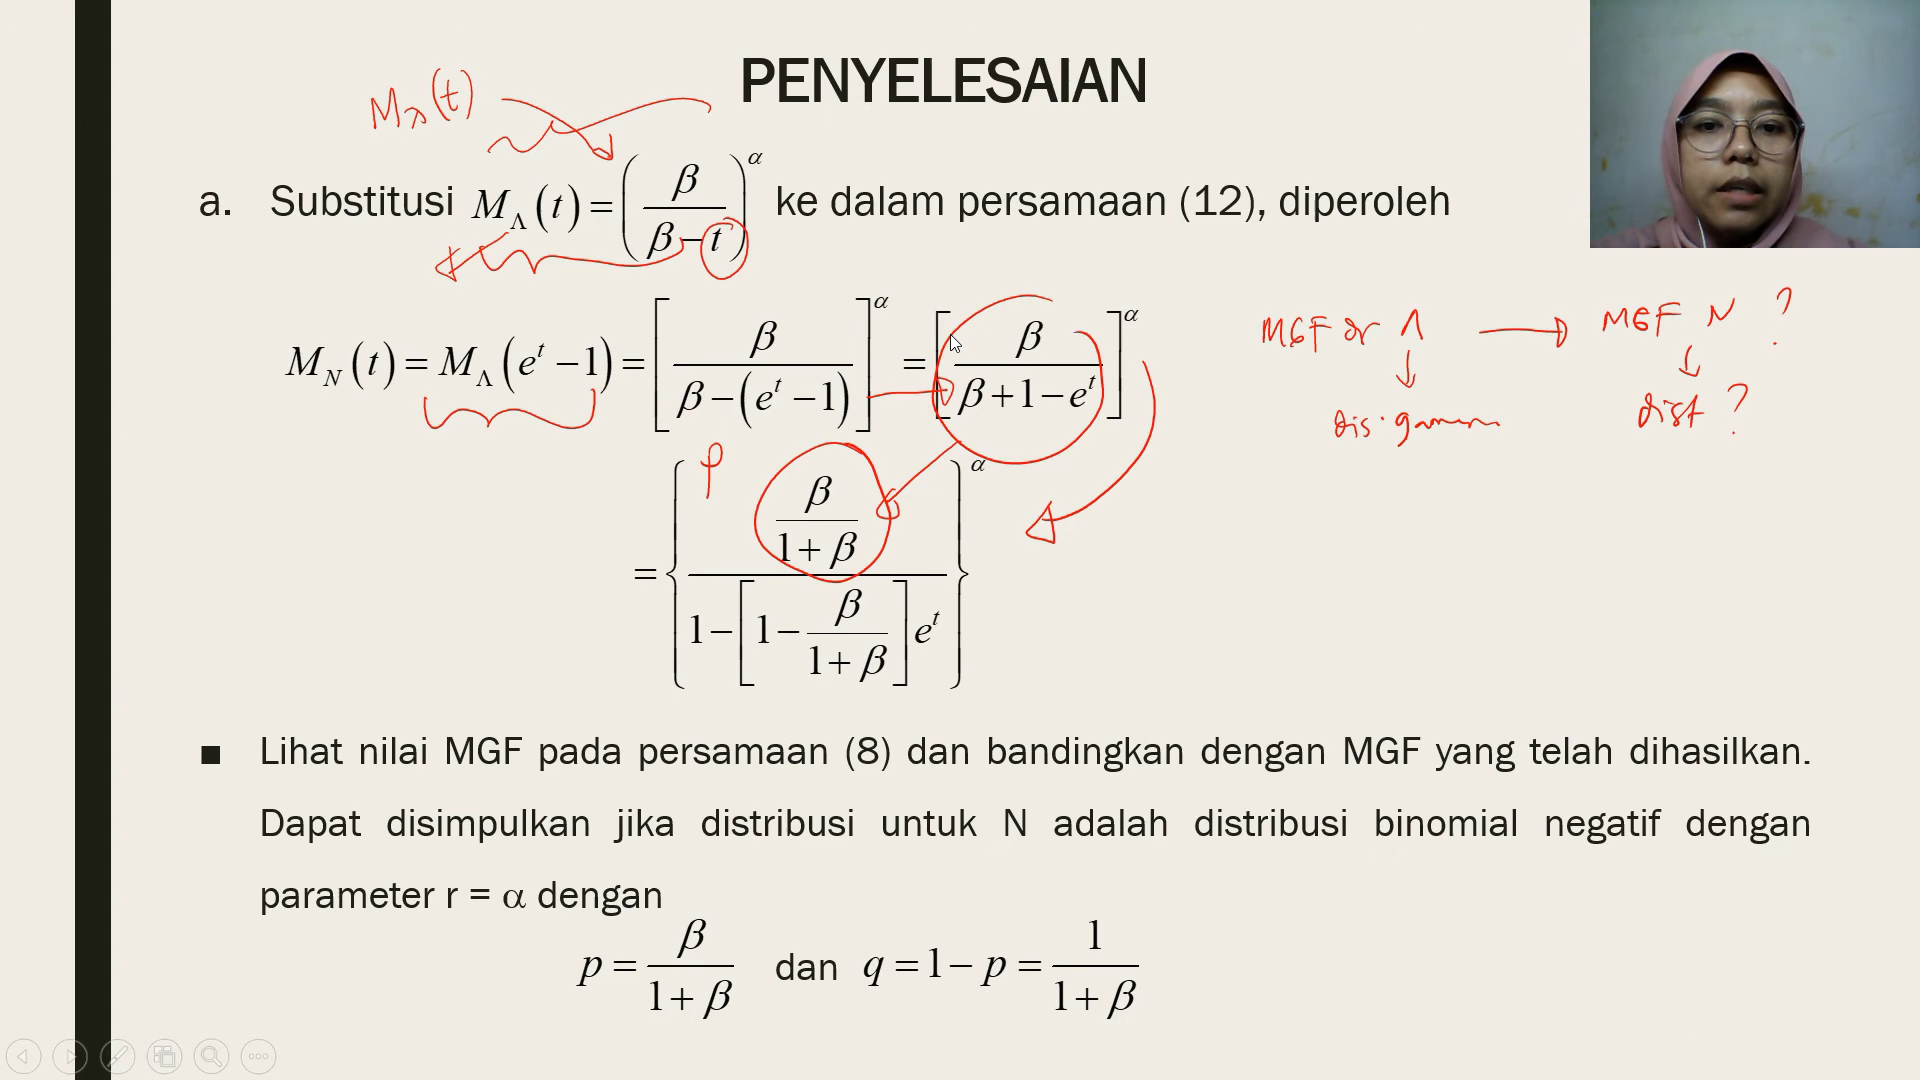 PENYELESAIAN
Mλ(t)
a. Substitusi M_Λ(t) = (β / (β − t))^α ke dalam persamaan (12), diperoleh
MGF dr Λ → MGF N ?
M_N(t) = M_Λ(e^t − 1) = [β / (β − (e^t − 1))]^α = [β / (β + 1 − e^t)]^α
dist ?
p
= {(β / (1 + β)) / (1 − [1 − β / (1 + β)] e^t)}^α
■ Lihat nilai MGF pada persamaan (8) dan bandingkan dengan MGF yang telah dihasilkan.
Dapat disimpulkan jika distribusi untuk N adalah distribusi binomial negatif dengan
parameter r = α dengan
p = β / (1 + β) dan q = 1 − p = 1 / (1 + β)